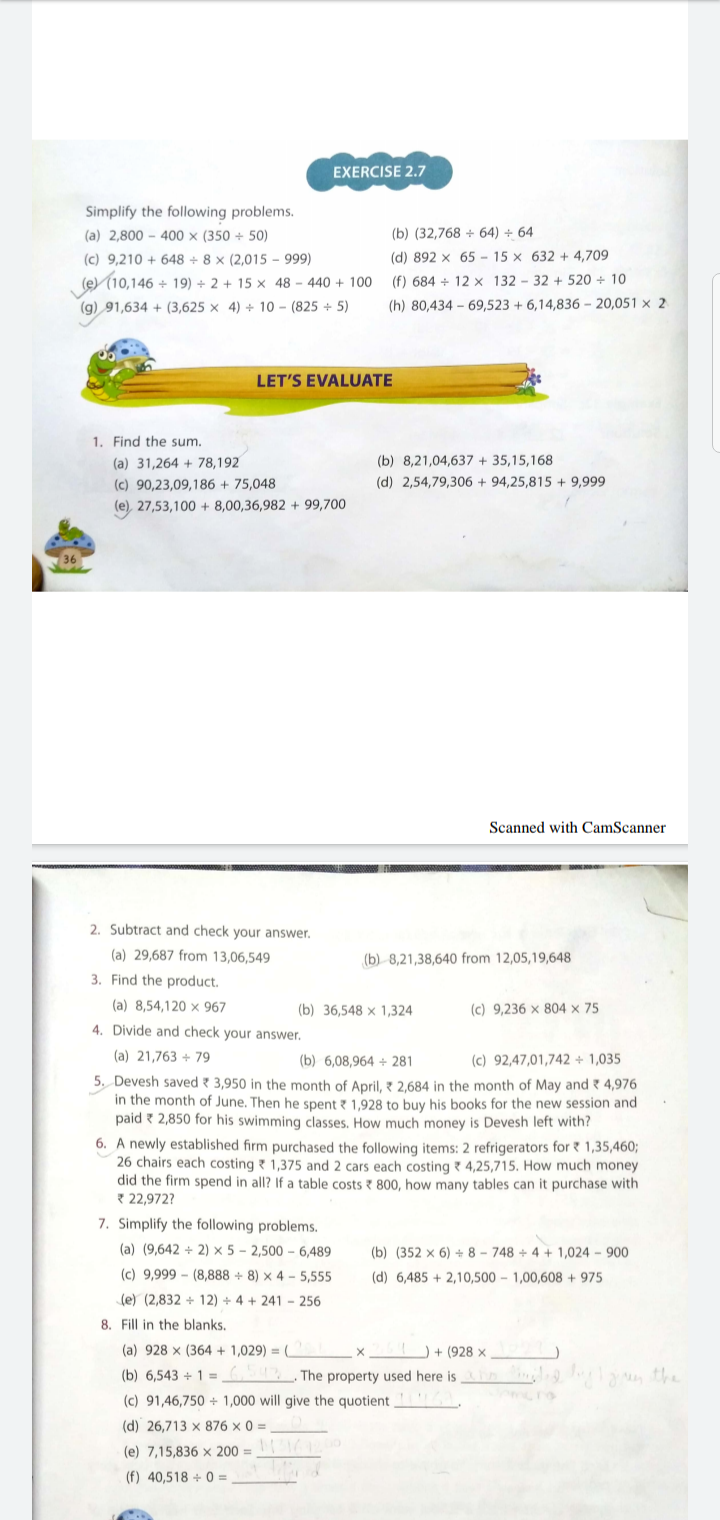 EXERCISE 2.7
Simplify the following problems.
(a) 2,800 – 400 × (350 ÷ 50) (b) (32,768 ÷ 64) ÷ 64
(c) 9,210 + 648 ÷ 8 × (2,015 – 999) (d) 892 × 65 – 15 × 632 + 4,709
(e) (10,146 ÷ 19) ÷ 2 + 15 × 48 – 440 + 100 (f) 684 ÷ 12 × 132 – 32 + 520 ÷ 10
(g) 91,634 + (3,625 × 4) ÷ 10 – (825 ÷ 5) (h) 80,434 – 69,523 + 6,14,836 – 20,051 × 2
LET'S EVALUATE
1. Find the sum.
(a) 31,264 + 78,192 (b) 8,21,04,637 + 35,15,168
(c) 90,23,09,186 + 75,048 (d) 2,54,79,306 + 94,25,815 + 9,999
(e) 27,53,100 + 8,00,36,982 + 99,700
36
Scanned with CamScanner
2. Subtract and check your answer.
(a) 29,687 from 13,06,549 (b) 8,21,38,640 from 12,05,19,648
3. Find the product.
(a) 8,54,120 × 967 (b) 36,548 × 1,324 (c) 9,236 × 804 × 75
4. Divide and check your answer.
(a) 21,763 ÷ 79 (b) 6,08,964 ÷ 281 (c) 92,47,01,742 ÷ 1,035
5. Devesh saved ₹ 3,950 in the month of April, ₹ 2,684 in the month of May and ₹ 4,976
in the month of June. Then he spent ₹ 1,928 to buy his books for the new session and
paid ₹ 2,850 for his swimming classes. How much money is Devesh left with?
6. A newly established firm purchased the following items: 2 refrigerators for ₹ 1,35,460;
26 chairs each costing ₹ 1,375 and 2 cars each costing ₹ 4,25,715. How much money
did the firm spend in all? If a table costs ₹ 800, how many tables can it purchase with
₹ 22,972?
7. Simplify the following problems.
(a) (9,642 ÷ 2) × 5 – 2,500 – 6,489 (b) (352 × 6) ÷ 8 – 748 ÷ 4 + 1,024 – 900
(c) 9,999 – (8,888 ÷ 8) × 4 – 5,555 (d) 6,485 + 2,10,500 – 1,00,608 + 975
(e) (2,832 ÷ 12) ÷ 4 + 241 – 256
8. Fill in the blanks.
(a) 928 × (364 + 1,029) = ( × ) + (928 × )
(b) 6,543 ÷ 1 = 6,543. The property used here is
(c) 91,46,750 ÷ 1,000 will give the quotient .
(d) 26,713 × 876 × 0 = 0
(e) 7,15,836 × 200 =
(f) 40,518 ÷ 0 =